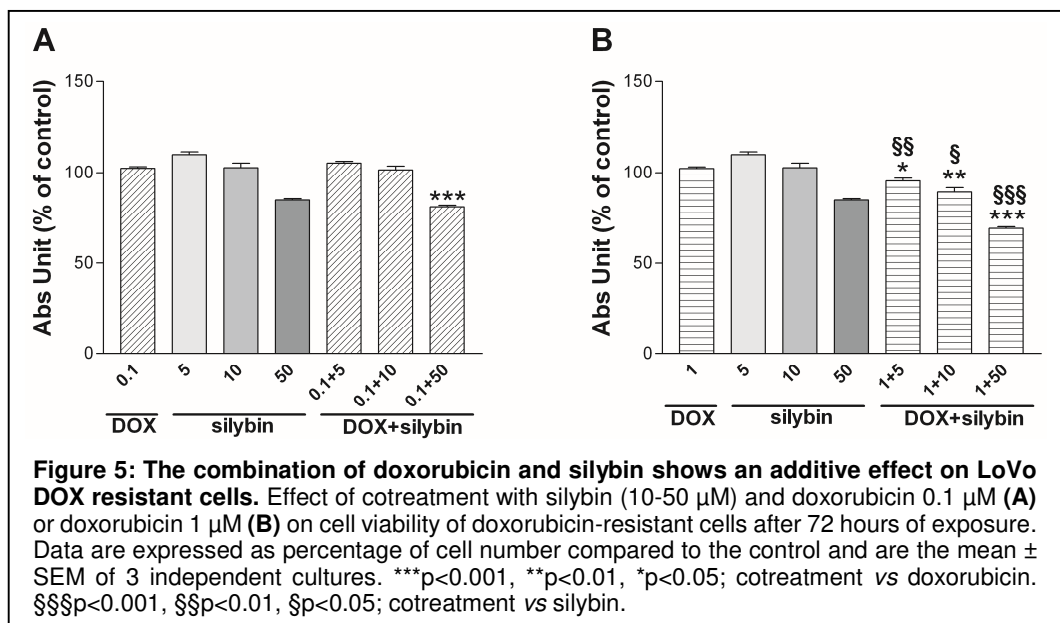 A
B
Abs Unit (% of control)
150
100
50
0
***
0.1
5
10
50
0.1+5
0.1+10
0.1+50
DOX
silybin
DOX+silybin
Abs Unit (% of control)
150
100
50
0
§§
*
§
**
§§§
***
1
5
10
50
1+5
1+10
1+50
DOX
silybin
DOX+silybin
Figure 5: The combination of doxorubicin and silybin shows an additive effect on LoVo
DOX resistant cells. Effect of cotreatment with silybin (10-50 µM) and doxorubicin 0.1 µM (A)
or doxorubicin 1 µM (B) on cell viability of doxorubicin-resistant cells after 72 hours of exposure.
Data are expressed as percentage of cell number compared to the control and are the mean ±
SEM of 3 independent cultures. ***p<0.001, **p<0.01, *p<0.05; cotreatment vs doxorubicin.
§§§p<0.001, §§p<0.01, §p<0.05; cotreatment vs silybin.